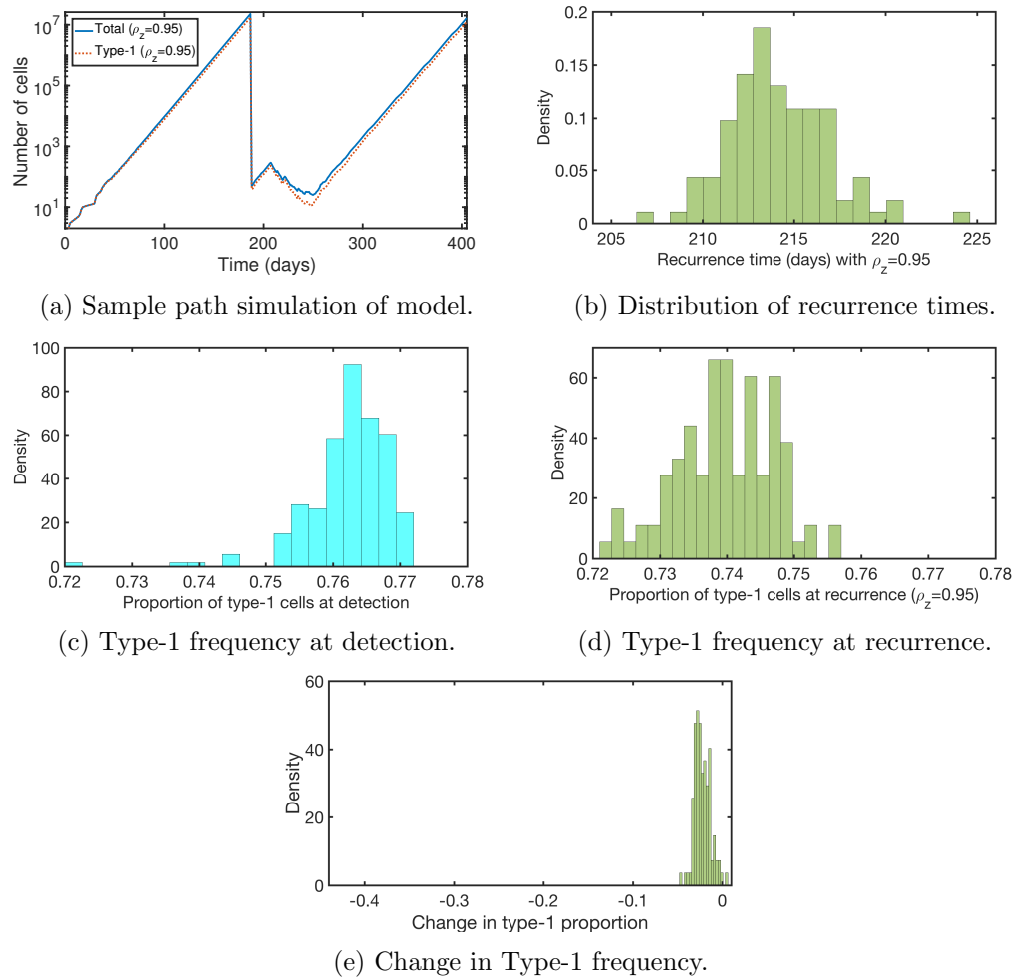 Number of cells
10^7
10^5
10^3
10^1
Total (ρ_z=0.95)
Type-1 (ρ_z=0.95)
0 100 200 300 400
Time (days)
(a) Sample path simulation of model.
Density
0.2
0.15
0.1
0.05
0
205 210 215 220 225
Recurrence time (days) with ρ_z=0.95
(b) Distribution of recurrence times.
Density
100
80
60
40
20
0
0.72 0.73 0.74 0.75 0.76 0.77 0.78
Proportion of type-1 cells at detection
(c) Type-1 frequency at detection.
Density
60
40
20
0
0.72 0.73 0.74 0.75 0.76 0.77 0.78
Proportion of type-1 cells at recurrence (ρ_z=0.95)
(d) Type-1 frequency at recurrence.
Density
60
40
20
0
-0.4 -0.3 -0.2 -0.1 0
Change in type-1 proportion
(e) Change in Type-1 frequency.